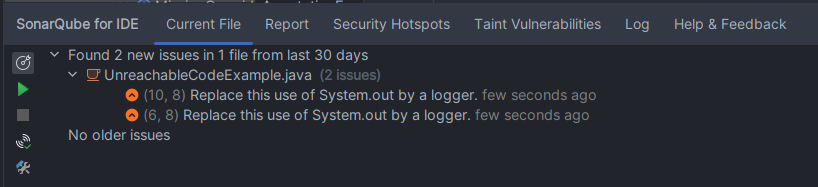 SonarQube for IDE Current File Report Security Hotspots Taint Vulnerabilities Log Help & Feedback
Found 2 new issues in 1 file from last 30 days
UnreachableCodeExample.java (2 issues)
(10, 8) Replace this use of System.out by a logger. few seconds ago
(6, 8) Replace this use of System.out by a logger. few seconds ago
No older issues